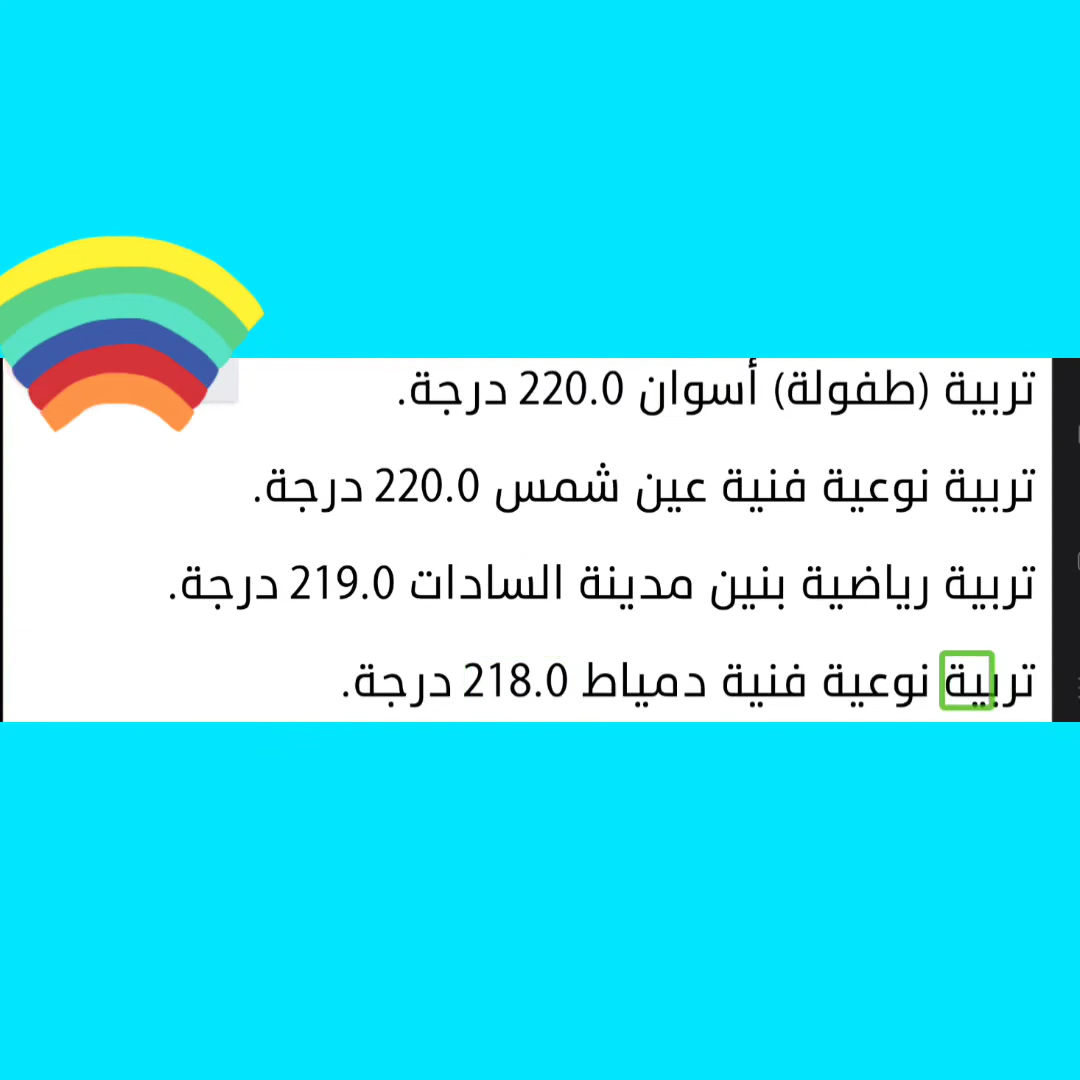 تربية (طفولة) أسوان 220.0 درجة.
تربية نوعية فنية عين شمس 220.0 درجة.
تربية رياضية بنين مدينة السادات 219.0 درجة.
تربية نوعية فنية دمياط 218.0 درجة.